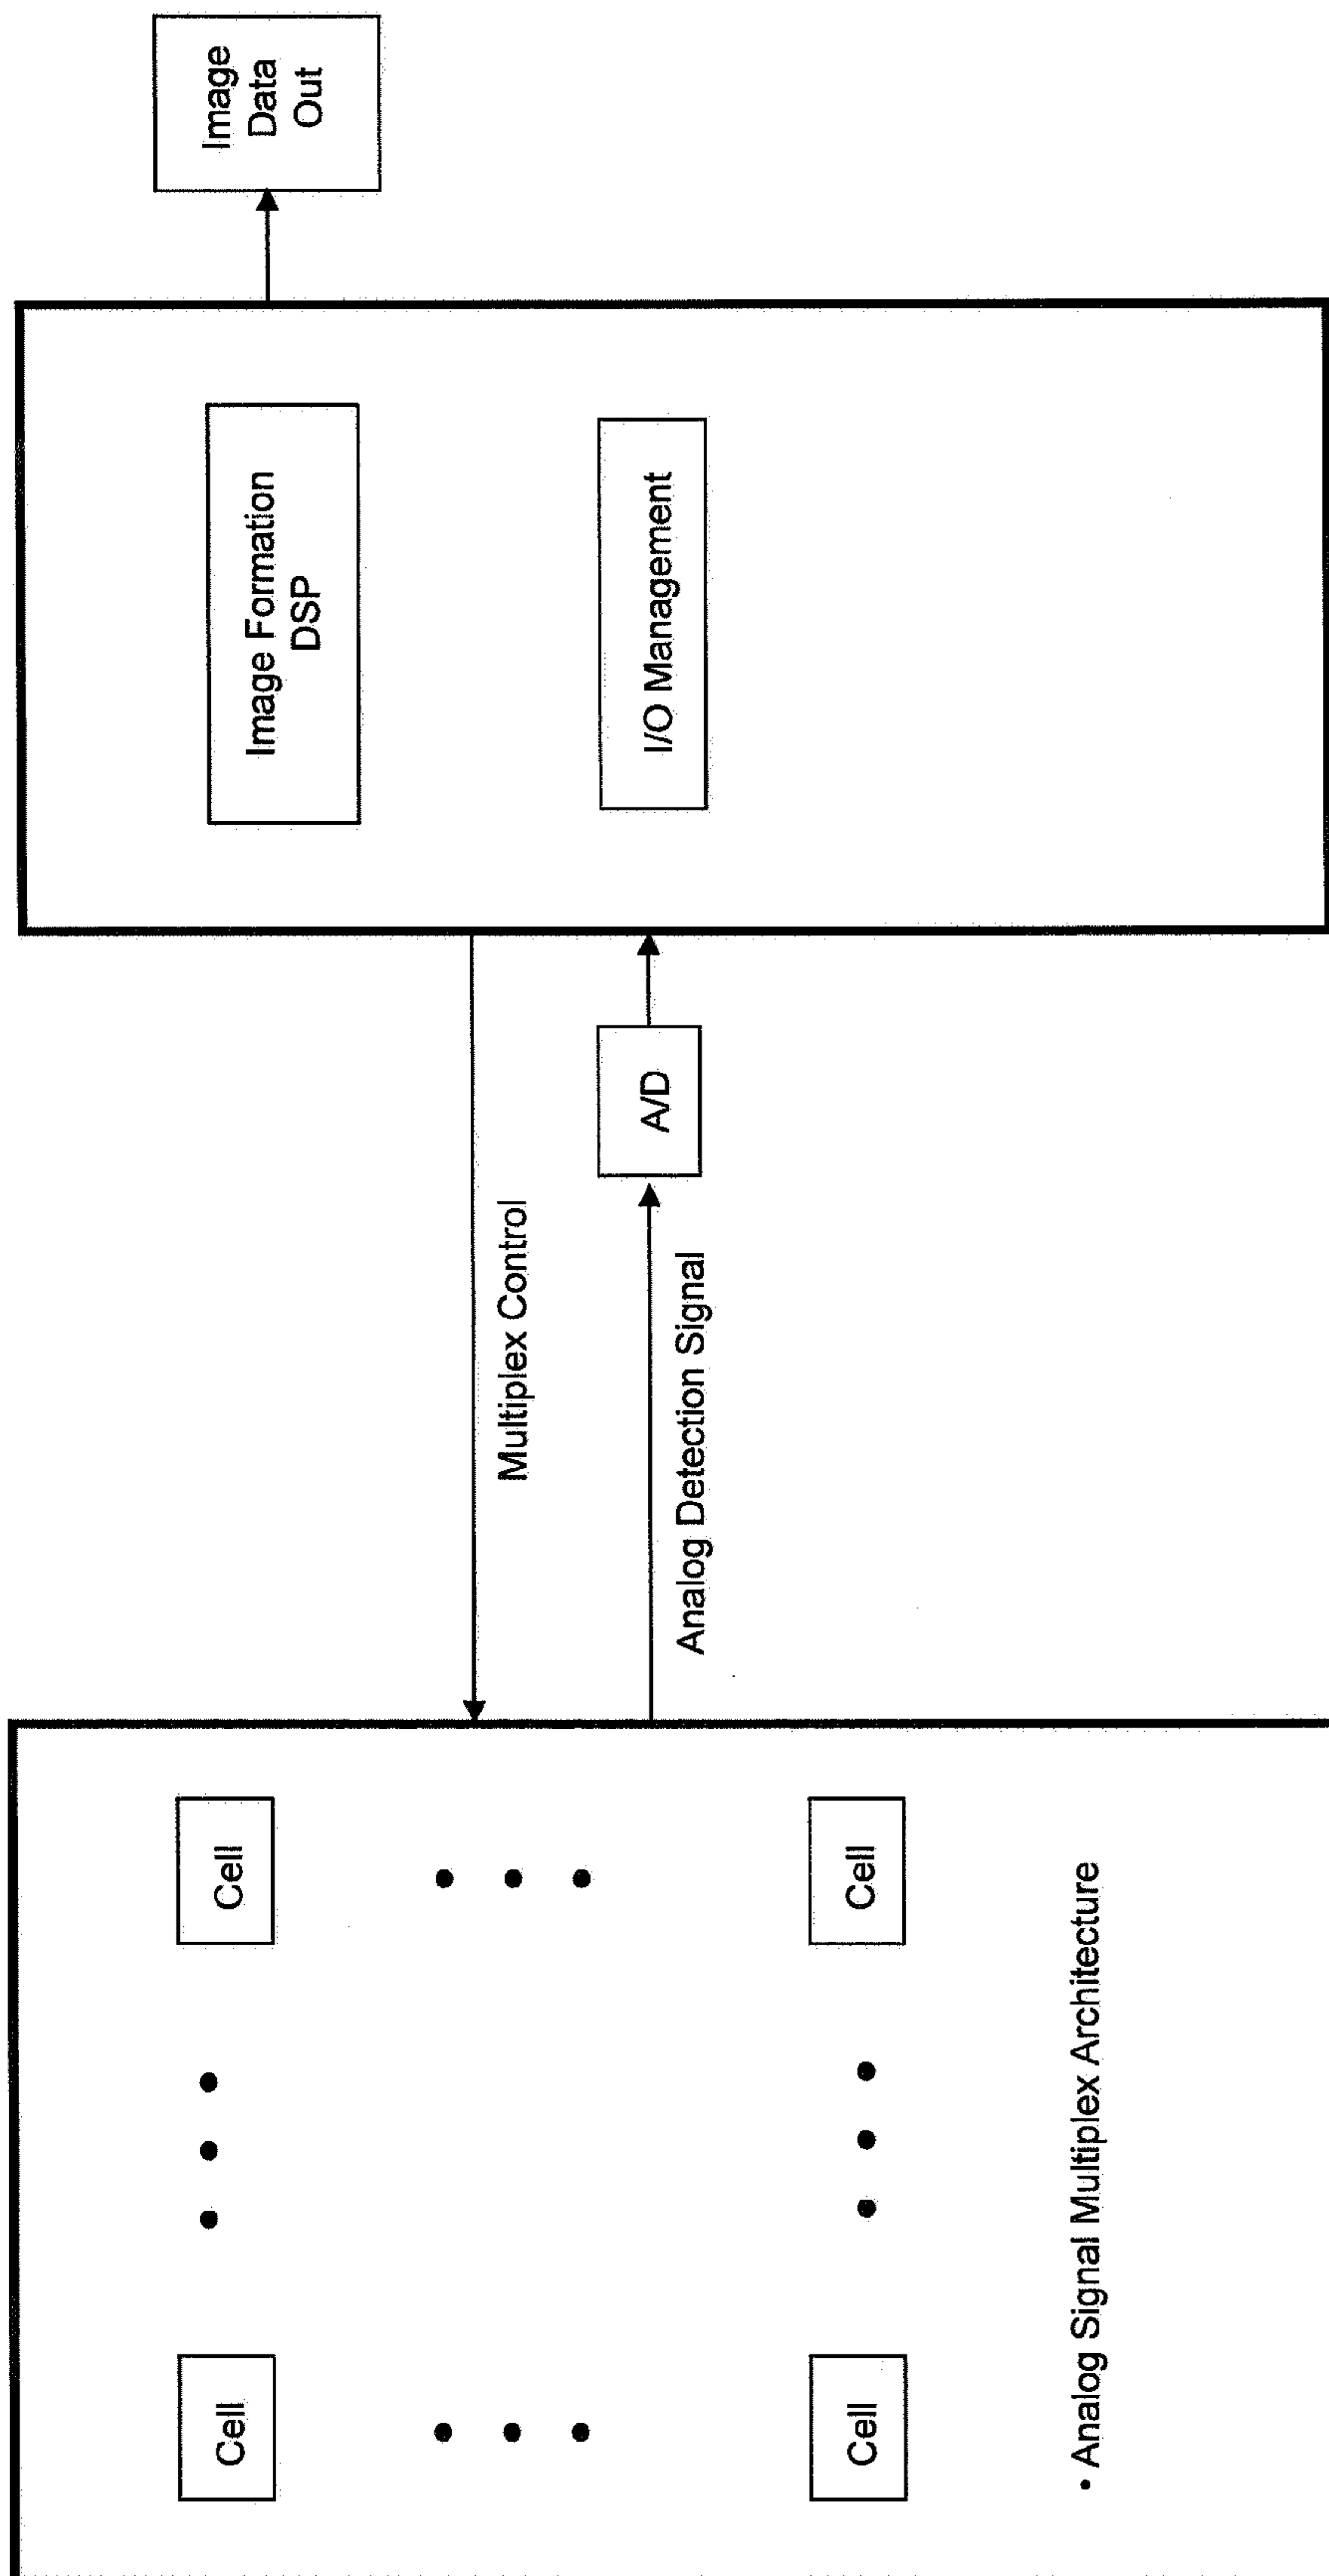 Cell
Cell
Cell
Cell
• Analog Signal Multiplex Architecture
Multiplex Control
Analog Detection Signal
A/D
Image Formation
DSP
I/O Management
Image
Data
Out